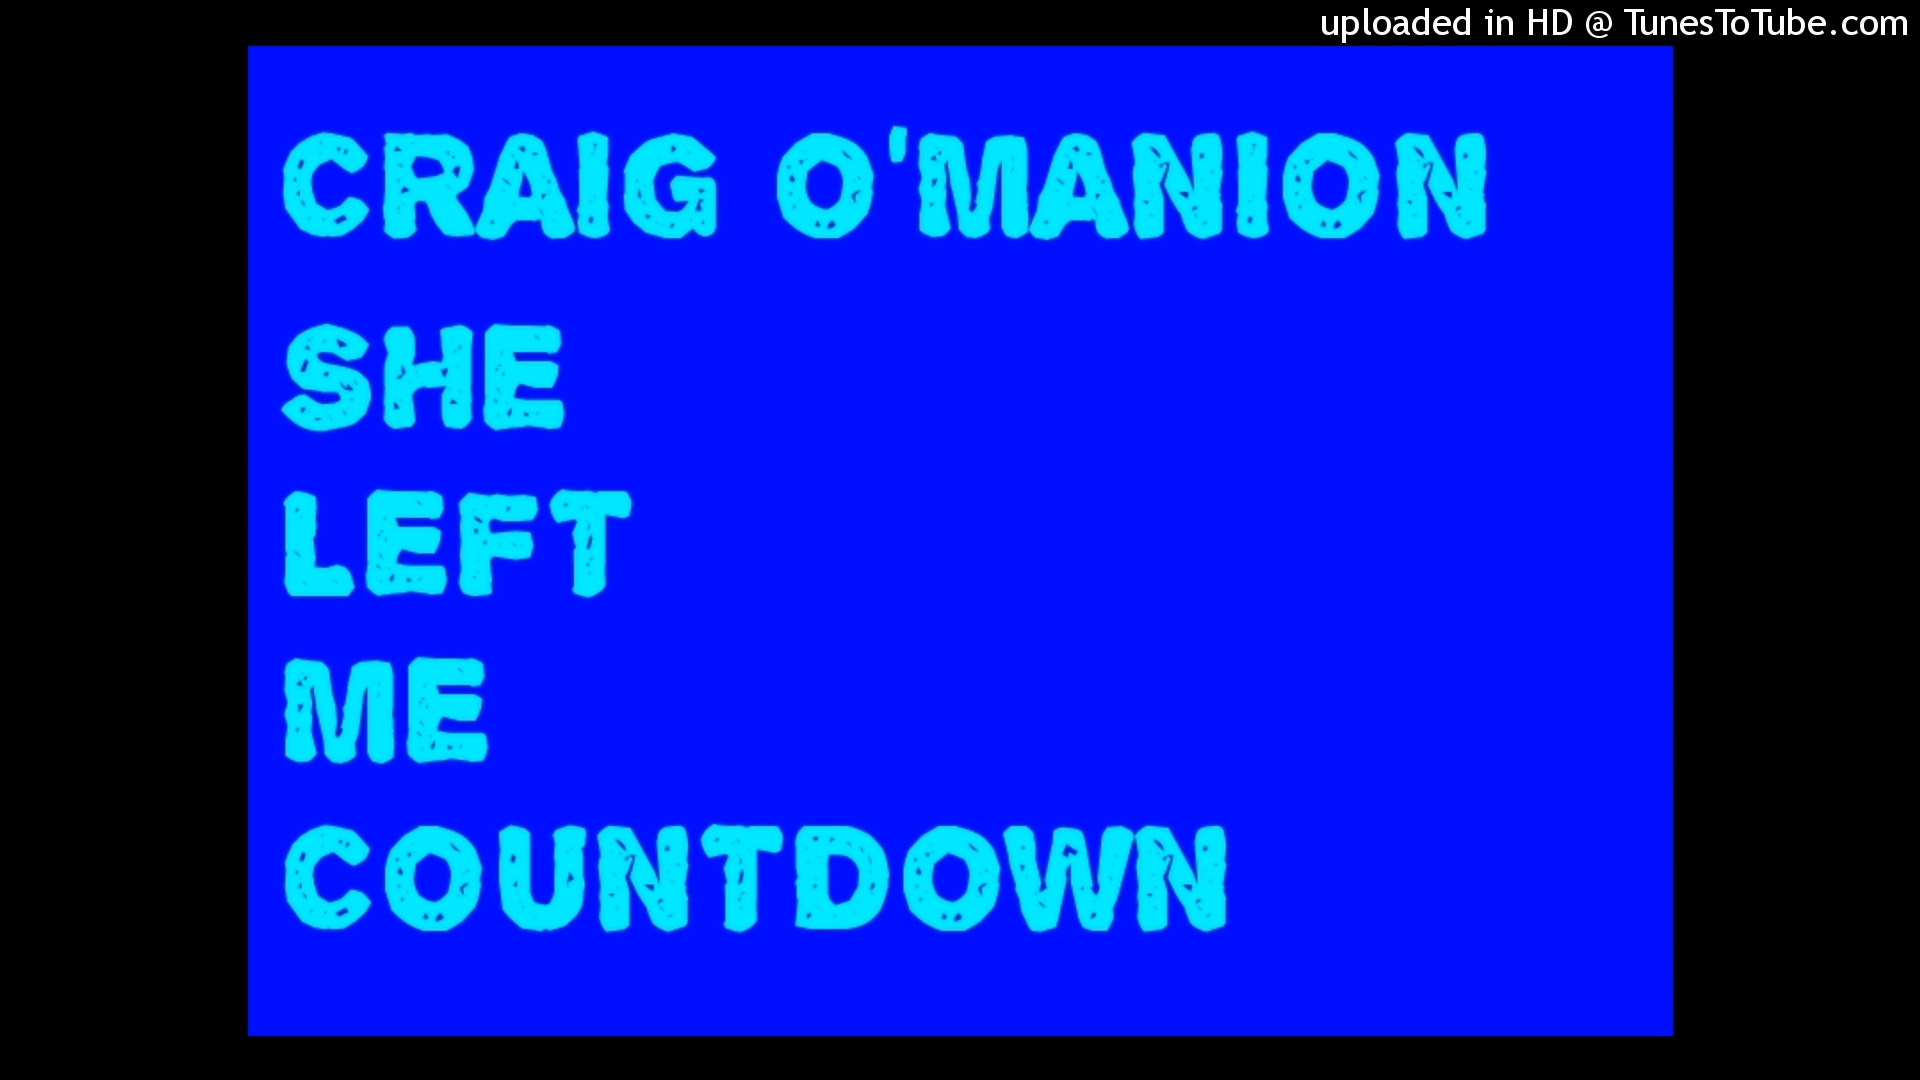 uploaded in HD @ TunesToTube.com
CRAIG O'MANION
SHE
LEFT
ME
COUNTDOWN